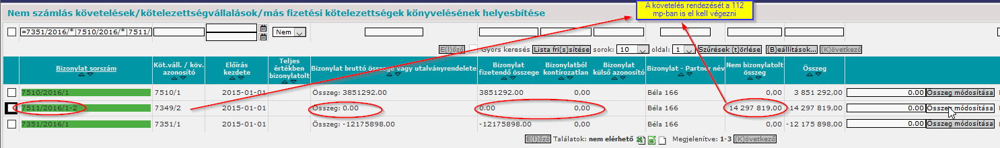 Nem számlás követelések/kötelezettségvállalások/más fizetési kötelezettségek könyvelésének helyesbítése
A követelés rendezését a 112
mp-ban is el kell végezni
=7351/2016/*|7510/2016/*|7511/ Nem
E(l)őző Gyors keresés Lista fri(s)sítése sorok: 10 oldal: 1 Szűrések (t)örlése (B)eállítások... (K)övetkező
Bizonylat sorszám
Köt.váll. / köv.
azonosító
Előírás
kezdete
Teljes
értékben
bizonylatolt
Bizonylat bruttó összege vagy utalványrendelete
Bizonylat
fizetendő összege
Bizonylatból
kontírozatlan
Bizonylat
külső azonosító
Bizonylat - Partner név
Nem bizonylatolt
összeg
Összeg
7510/2016/1 7510/1 2015-01-01 Összeg: 3851292.00 3851292.00 0,00 Béla 166 0,00 3 851 292,00 0.00 Összeg módosítása
7511/2016/1-2 7349/2 2015-01-01 Összeg: 0.00 0.00 0,00 Béla 166 14 297 819,00 14 297 819,00 0.00 Összeg módosítása
7351/2016/1 7351/1 2015-01-01 Összeg: -12175898.00 -12175898.00 0,00 Béla 166 0,00 -12 175 898,00 0.00 Összeg módosítása
E(l)őző Találatok: nem elérhető Megjelenítve: 1-3 (K)övetkező